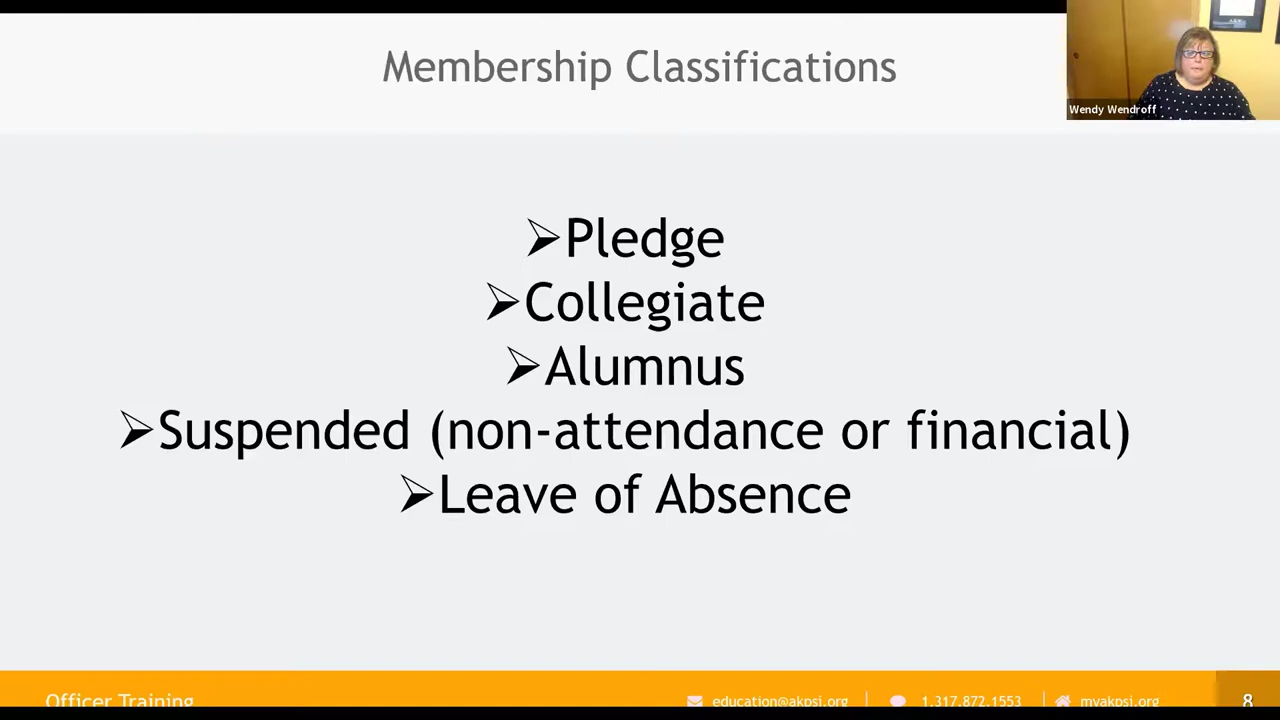 Membership Classifications
Wendy Wendroff
➢Pledge
➢Collegiate
➢Alumnus
➢Suspended (non-attendance or financial)
➢Leave of Absence
Officer Training
education@akpsi.org
1.317.872.1553
myakpsi.org
8